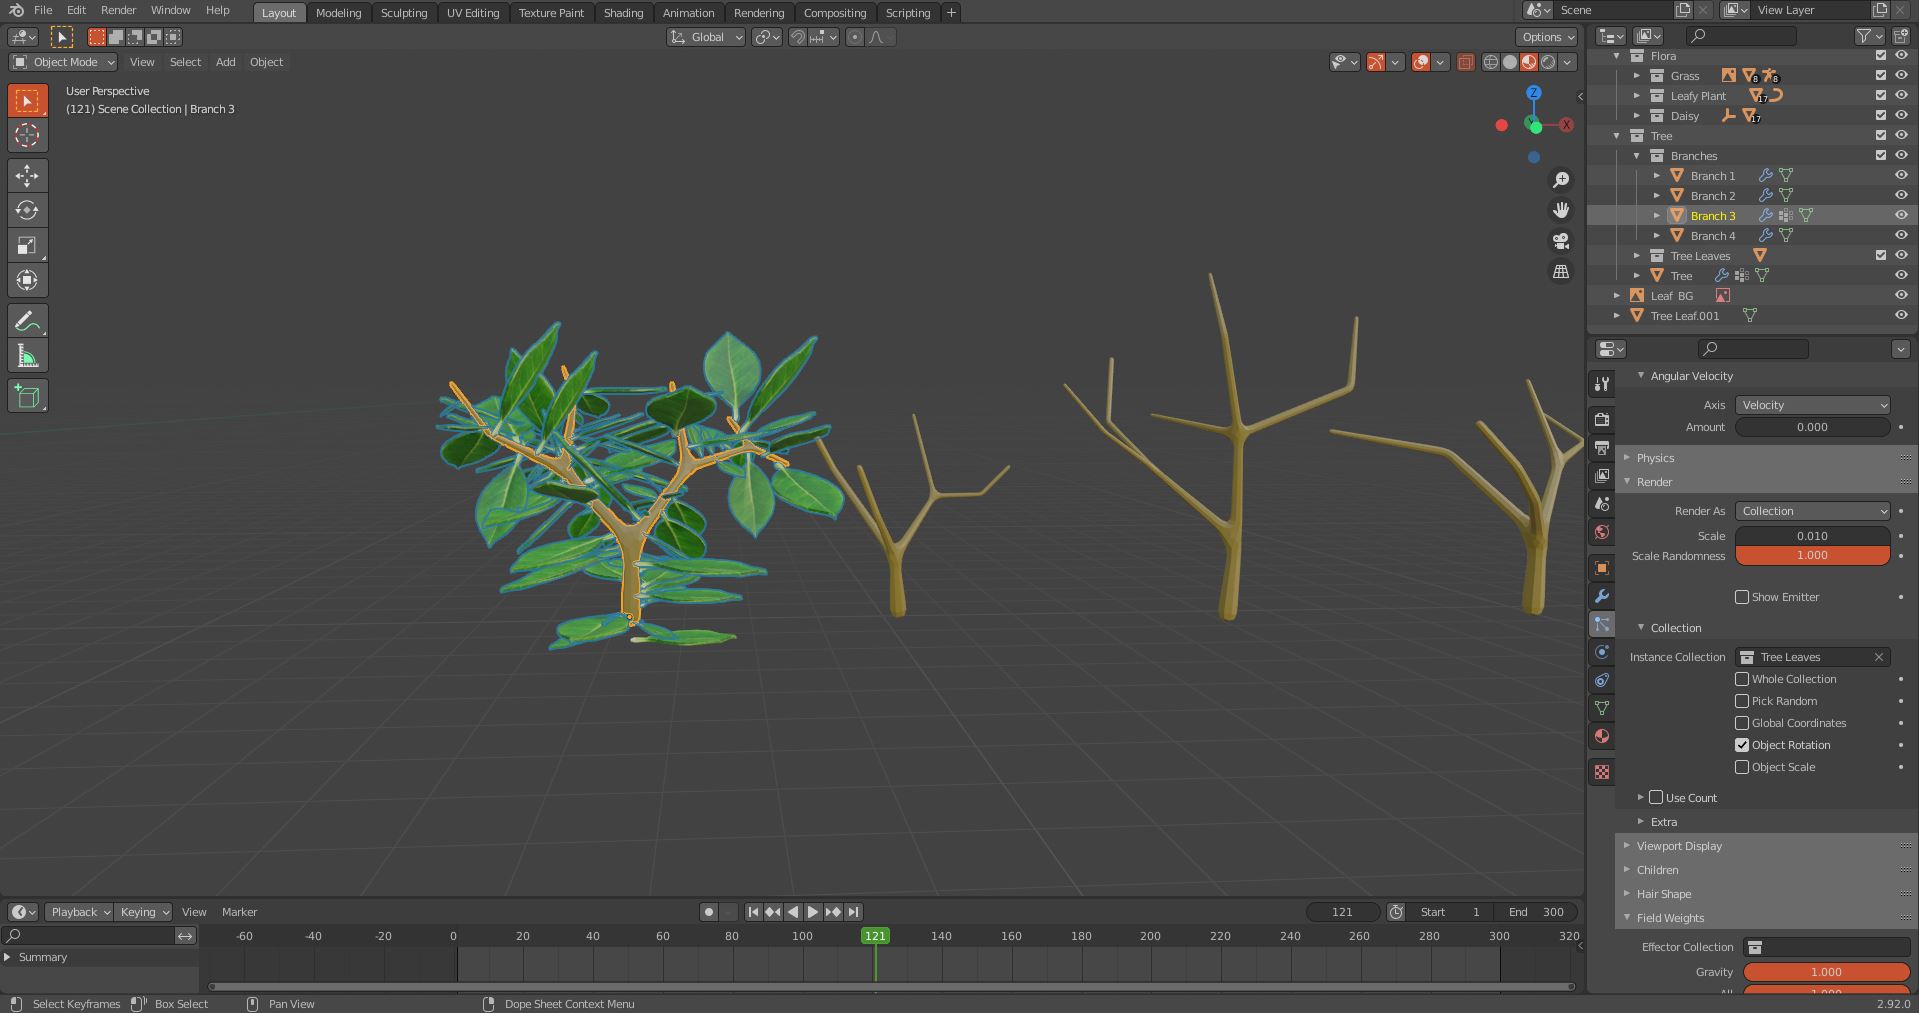 File Edit Render Window Help
Layout Modeling Sculpting UV Editing Texture Paint Shading Animation Rendering Compositing Scripting +
Scene
View Layer
Global
Options
Object Mode View Select Add Object
User Perspective
(121) Scene Collection | Branch 3
Z
X
Flora
Grass 8 8
Leafy Plant 17
Daisy 17
Tree
Branches
Branch 1
Branch 2
Branch 3
Branch 4
Tree Leaves
Tree
Leaf BG
Tree Leaf.001
Angular Velocity
Axis Velocity
Amount 0.000
Physics
Render
Render As Collection
Scale 0.010
Scale Randomness 1.000
Show Emitter
Collection
Instance Collection Tree Leaves
Whole Collection
Pick Random
Global Coordinates
Object Rotation
Object Scale
Use Count
Extra
Viewport Display
Children
Hair Shape
Field Weights
Effector Collection
Gravity 1.000
All 1.000
Playback Keying View Marker
121 Start 1 End 300
-60 -40 -20 0 20 40 60 80 100 121 140 160 180 200 220 240 260 280 300 320
Summary
Select Keyframes Box Select Pan View Dope Sheet Context Menu 2.92.0